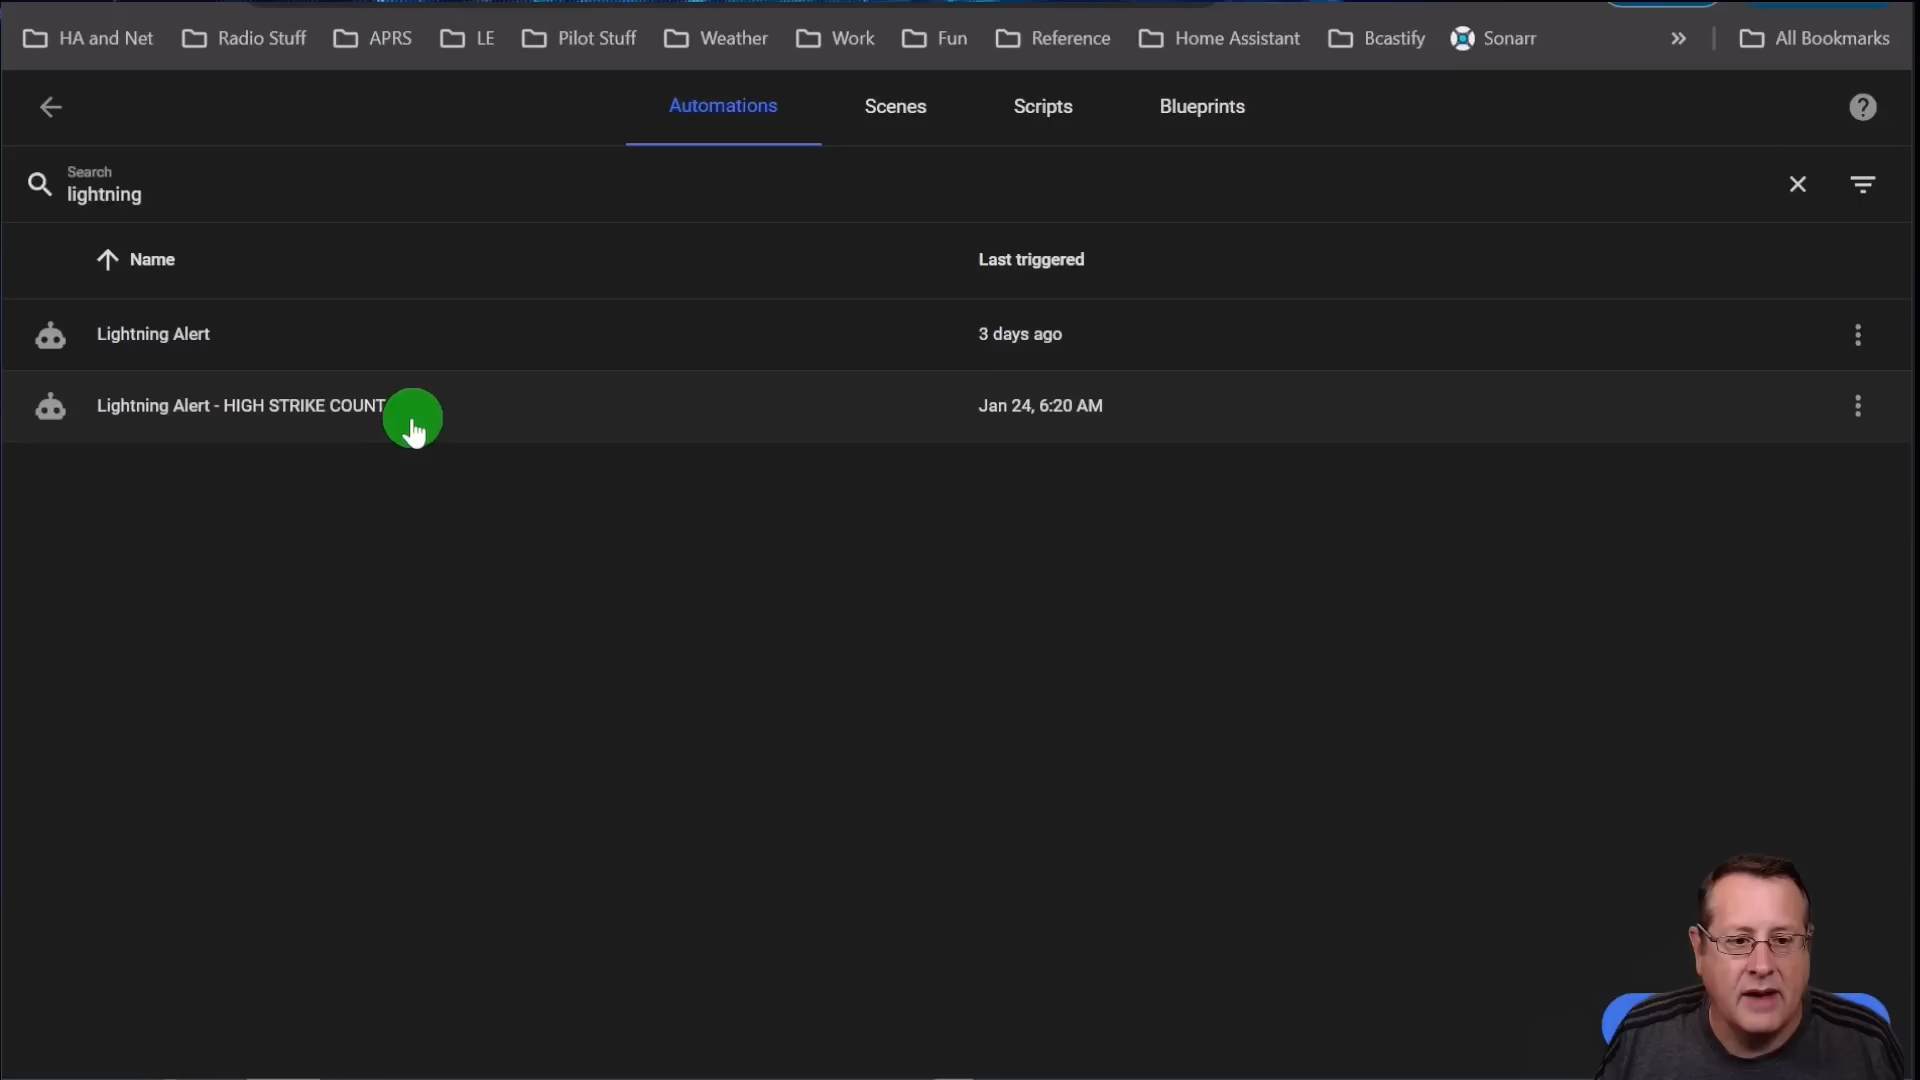 HA and Net Radio Stuff APRS LE Pilot Stuff Weather Work Fun Reference Home Assistant Bcastify Sonarr » All Bookmarks
Automations Scenes Scripts Blueprints
Search
lightning
Name Last triggered
Lightning Alert 3 days ago
Lightning Alert - HIGH STRIKE COUNT Jan 24, 6:20 AM